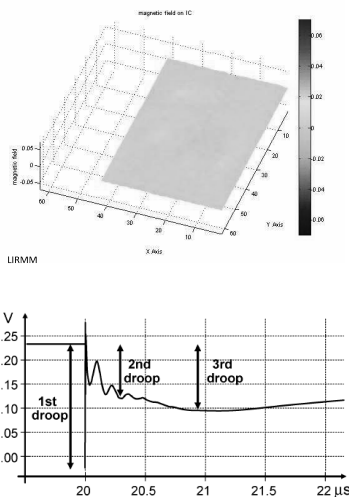 magnetic field on IC
0.06
0.04
0.02
0
0.02
0.04
0.06
magnetic field
0.05
0
-0.05
60
50
40
30
20
10
X Axis
10
20
30
40
50
60
Y Axis
LIRMM
V
.25
.20
.15
.10
.05
.00
1st
droop
2nd
droop
3rd
droop
20
20.5
21
21.5
22 µs